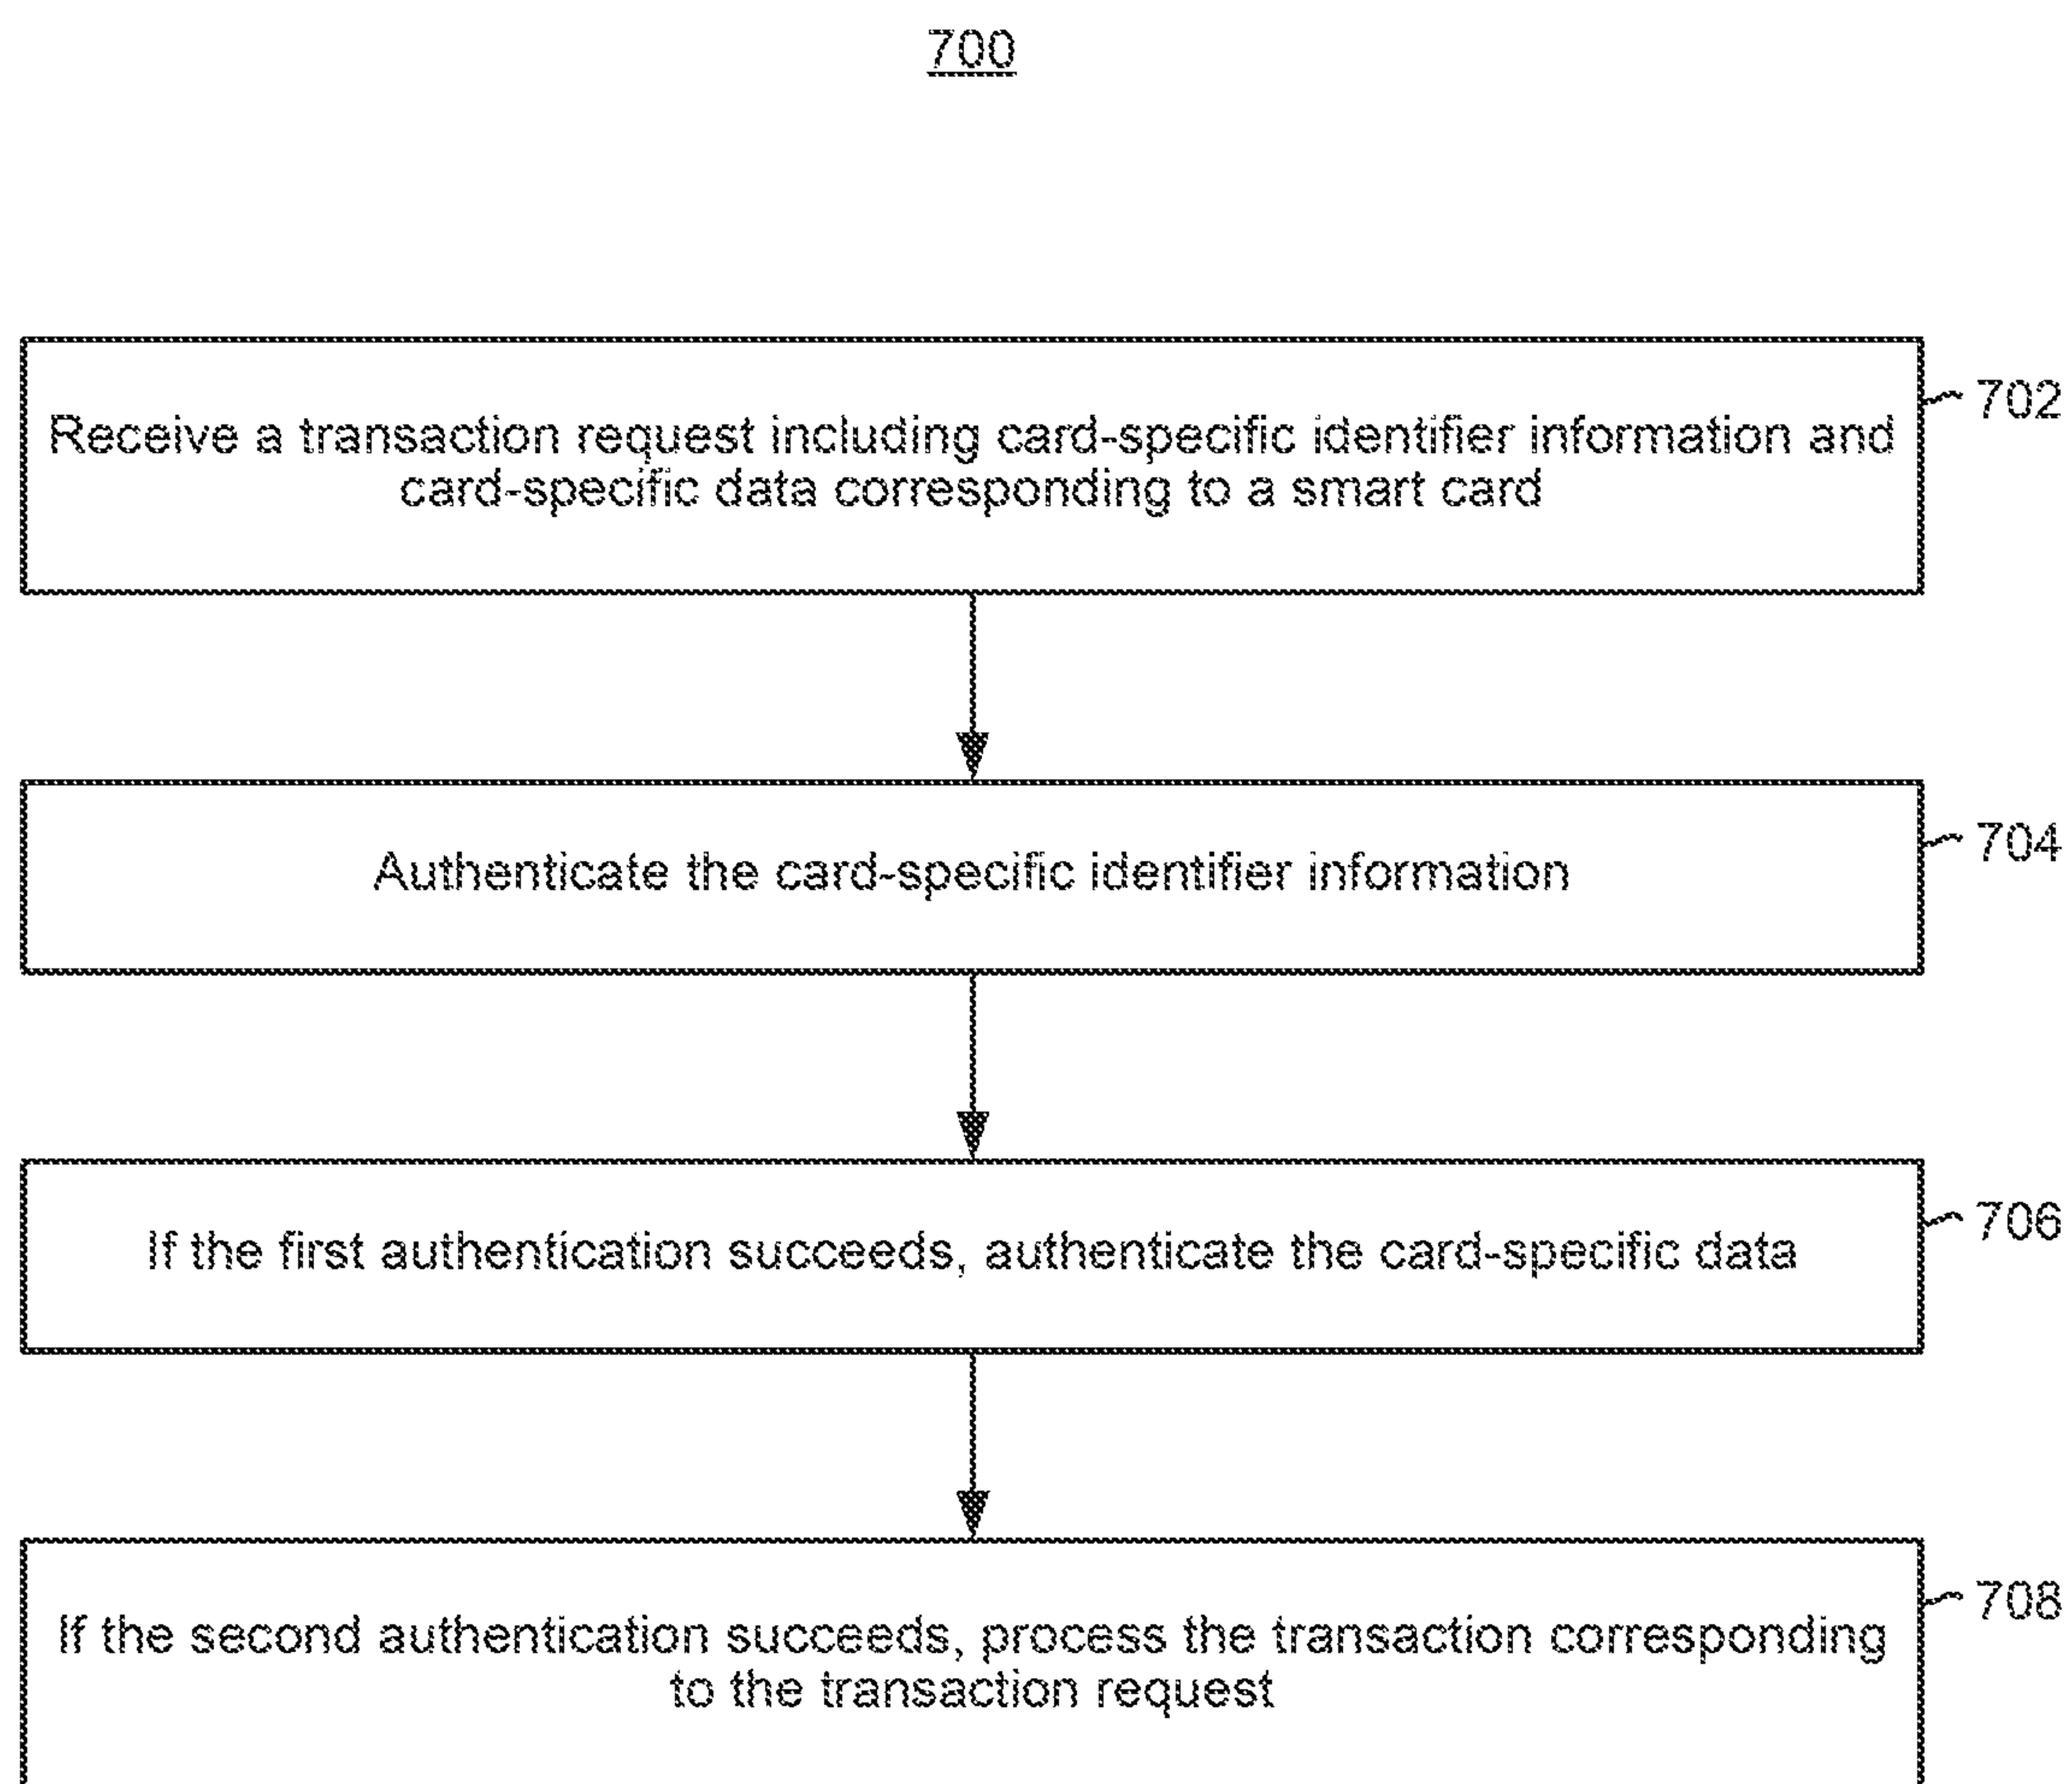 700
Receive a transaction request including card-specific identifier information and
card-specific data corresponding to a smart card
702
Authenticate the card-specific identifier information
704
If the first authentication succeeds, authenticate the card-specific data
706
If the second authentication succeeds, process the transaction corresponding
to the transaction request
708